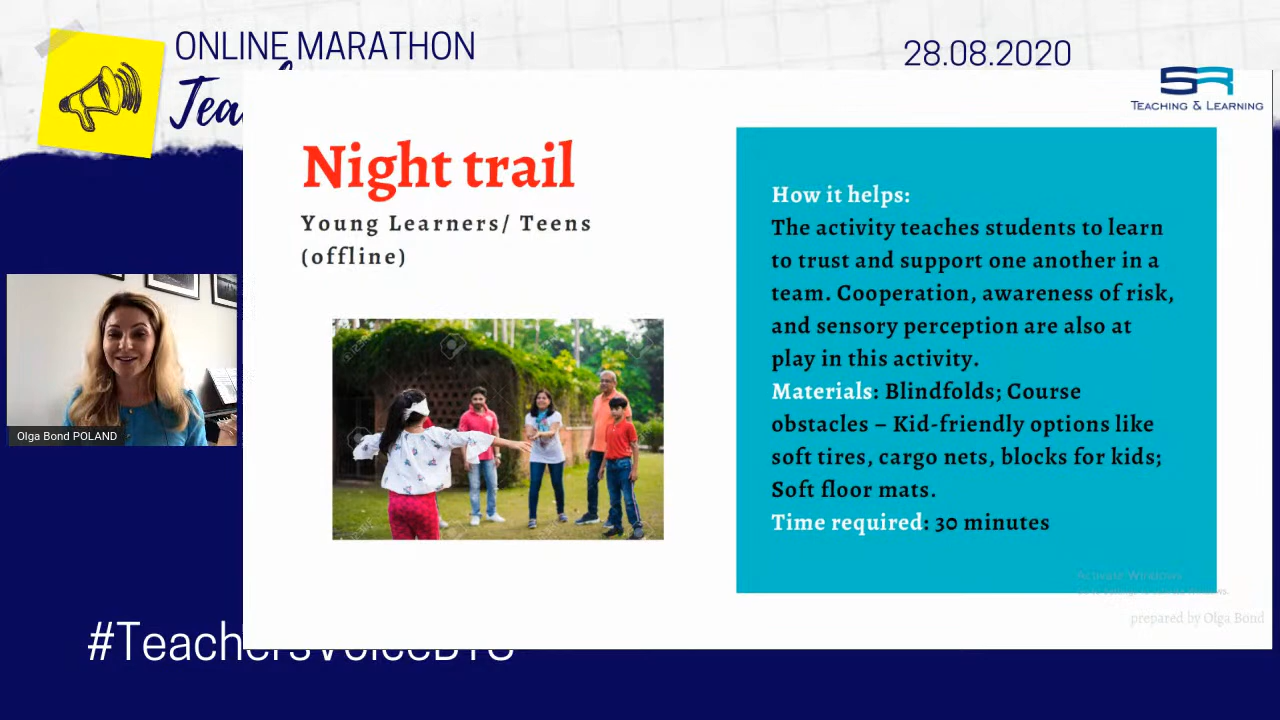 ONLINE MARATHON
28.08.2020
SR
TEACHING & LEARNING
Night trail
Young Learners/ Teens
(offline)
How it helps:
The activity teaches students to learn
to trust and support one another in a
team. Cooperation, awareness of risk,
and sensory perception are also at
play in this activity.
Materials: Blindfolds; Course
obstacles – Kid-friendly options like
soft tires, cargo nets, blocks for kids;
Soft floor mats.
Time required: 30 minutes
Olga Bond POLAND
Activate Windows
prepared by Olga Bond